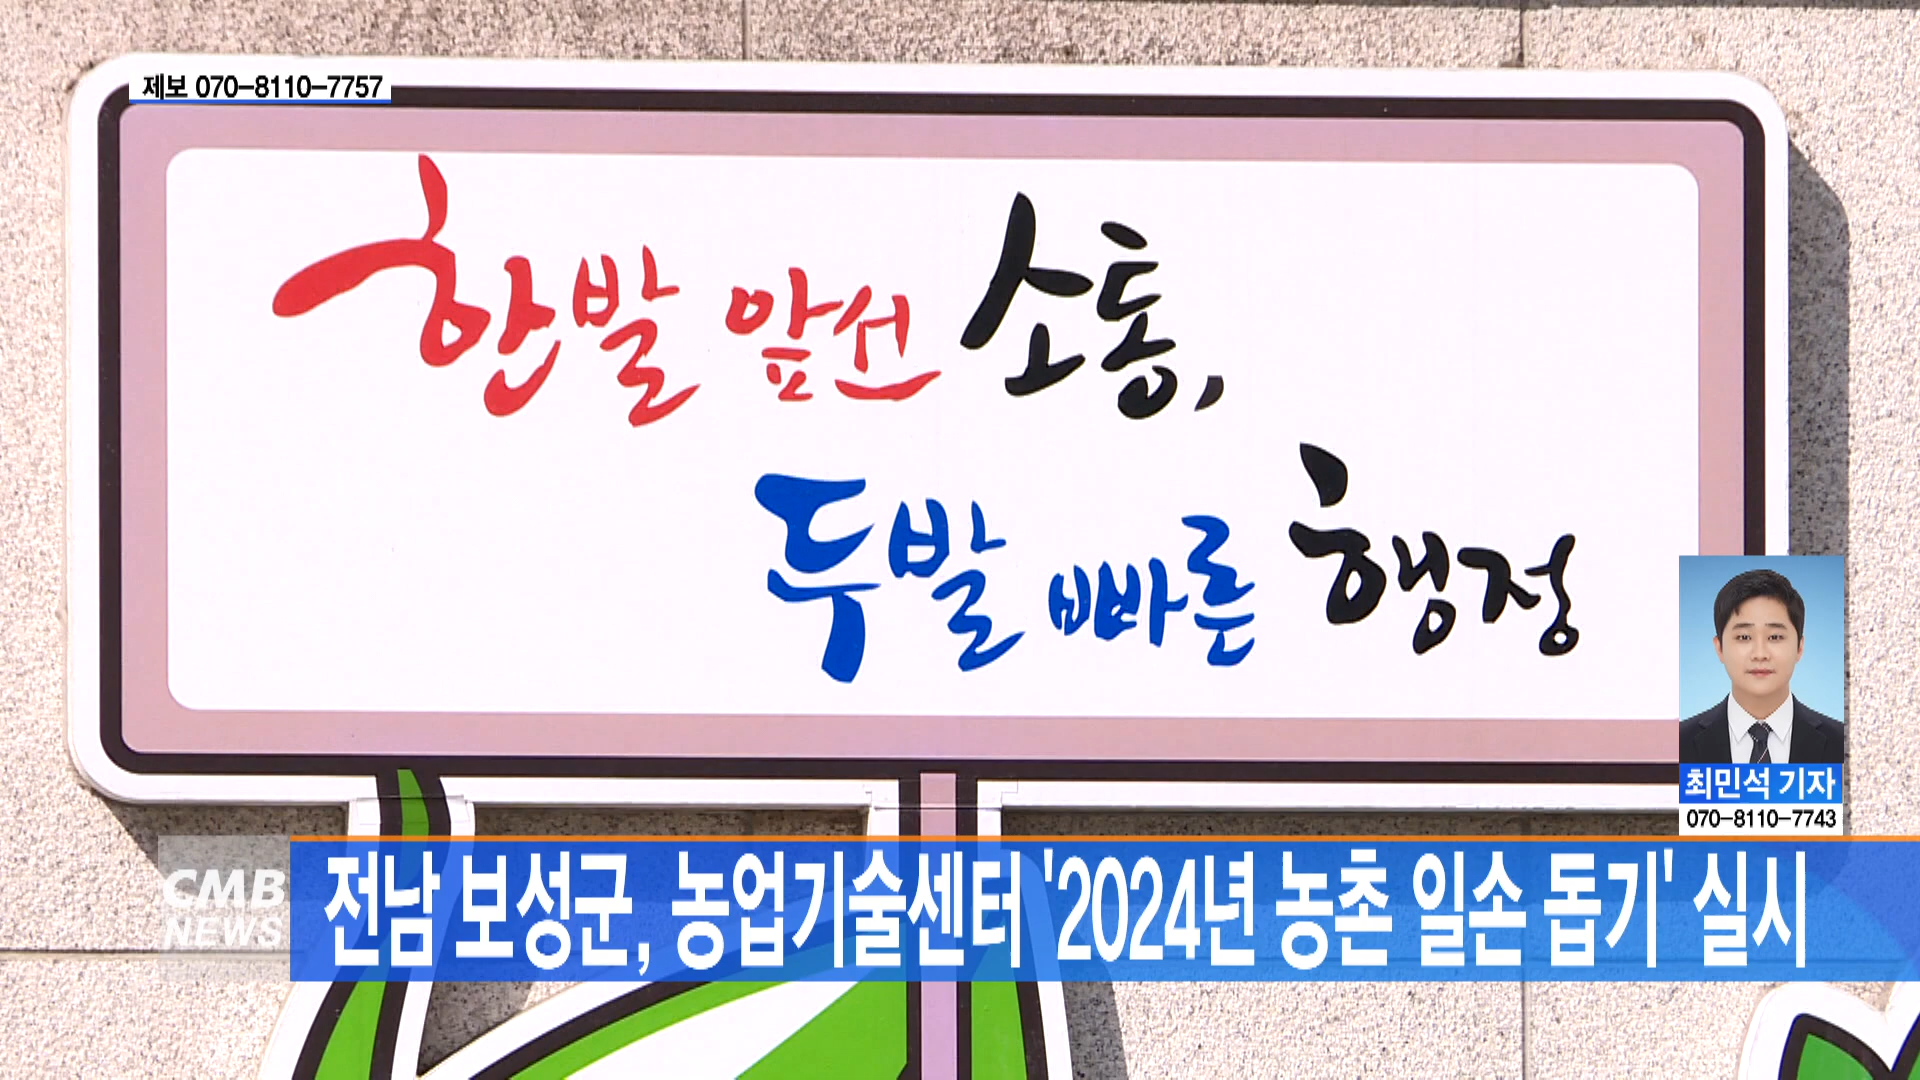 제보 070-8110-7757
한발 앞선 소통,
두발 빠른 행정
최민석 기자
070-8110-7743
CMB
NEWS
전남 보성군, 농업기술센터 '2024년 농촌 일손 돕기' 실시